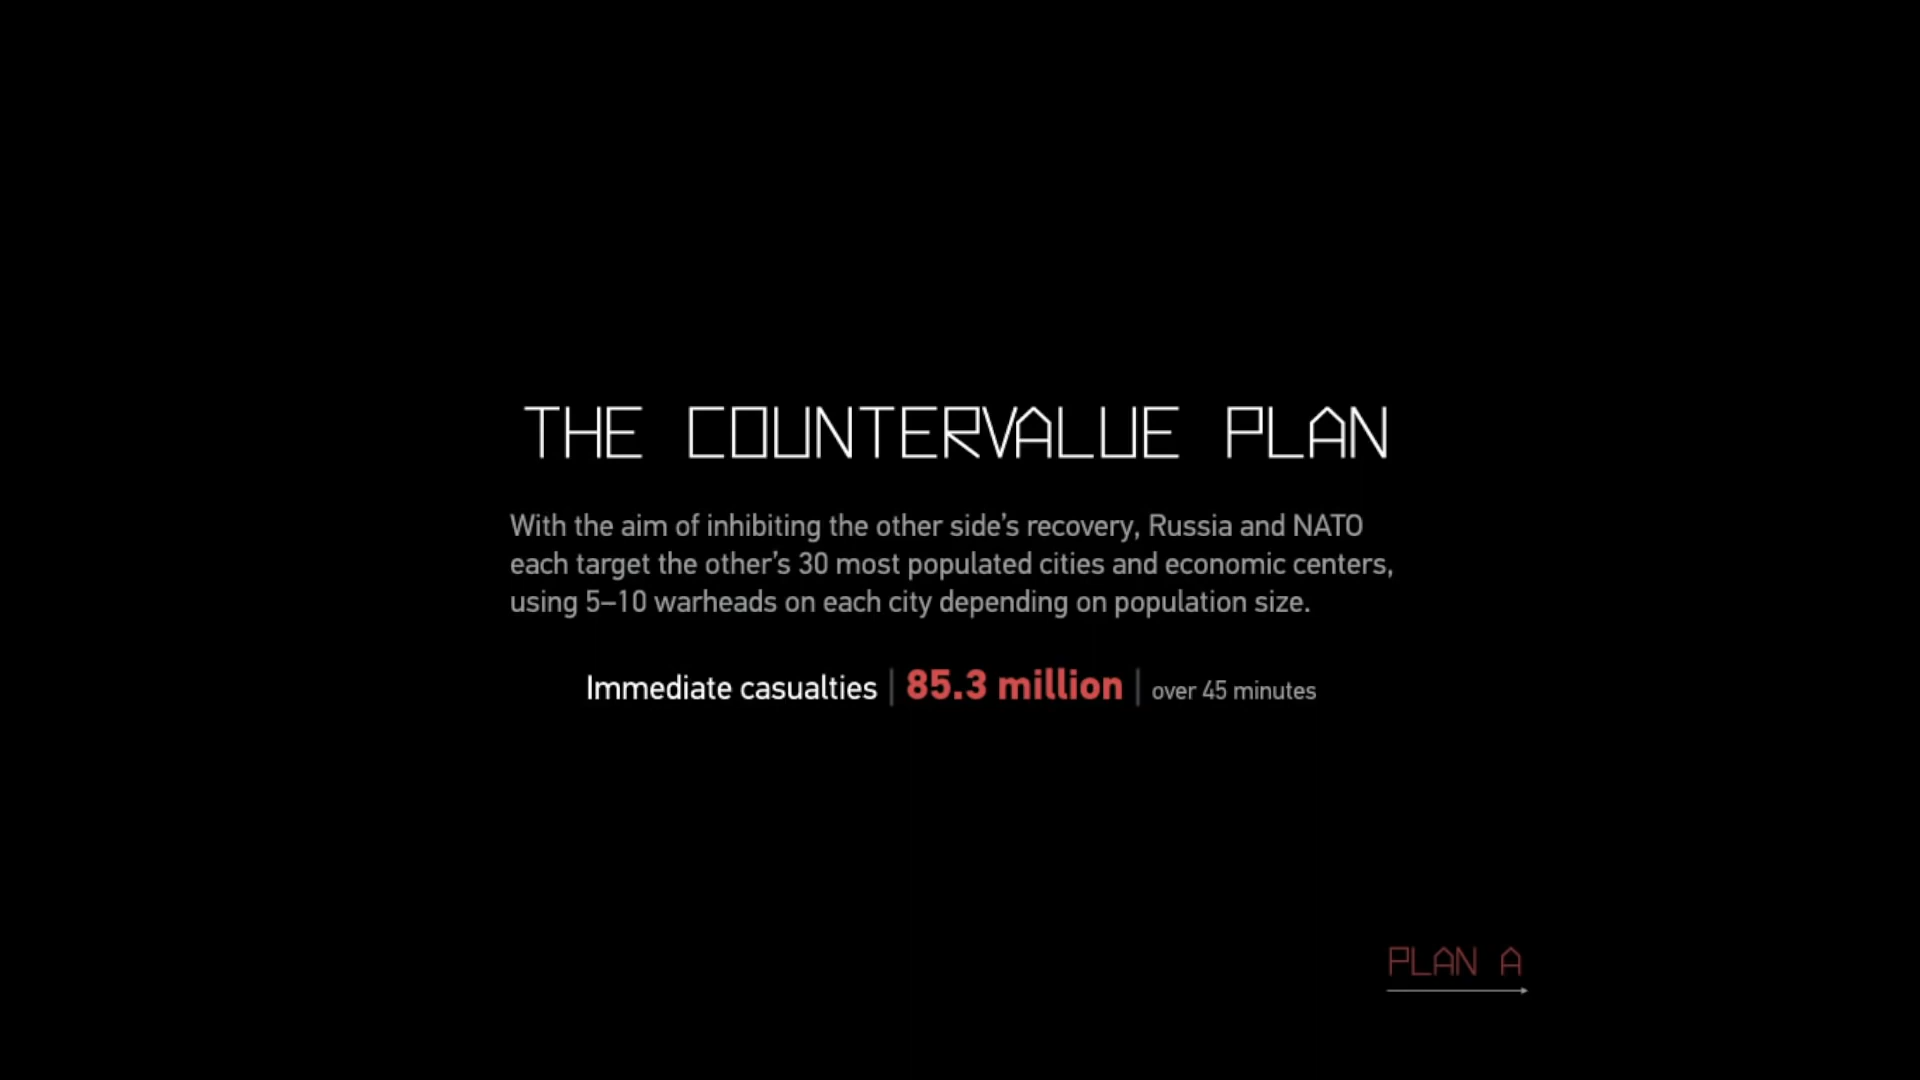 THE COUNTERVALUE PLAN
With the aim of inhibiting the other side’s recovery, Russia and NATO
each target the other’s 30 most populated cities and economic centers,
using 5–10 warheads on each city depending on population size.
Immediate casualties | 85.3 million | over 45 minutes
PLAN A